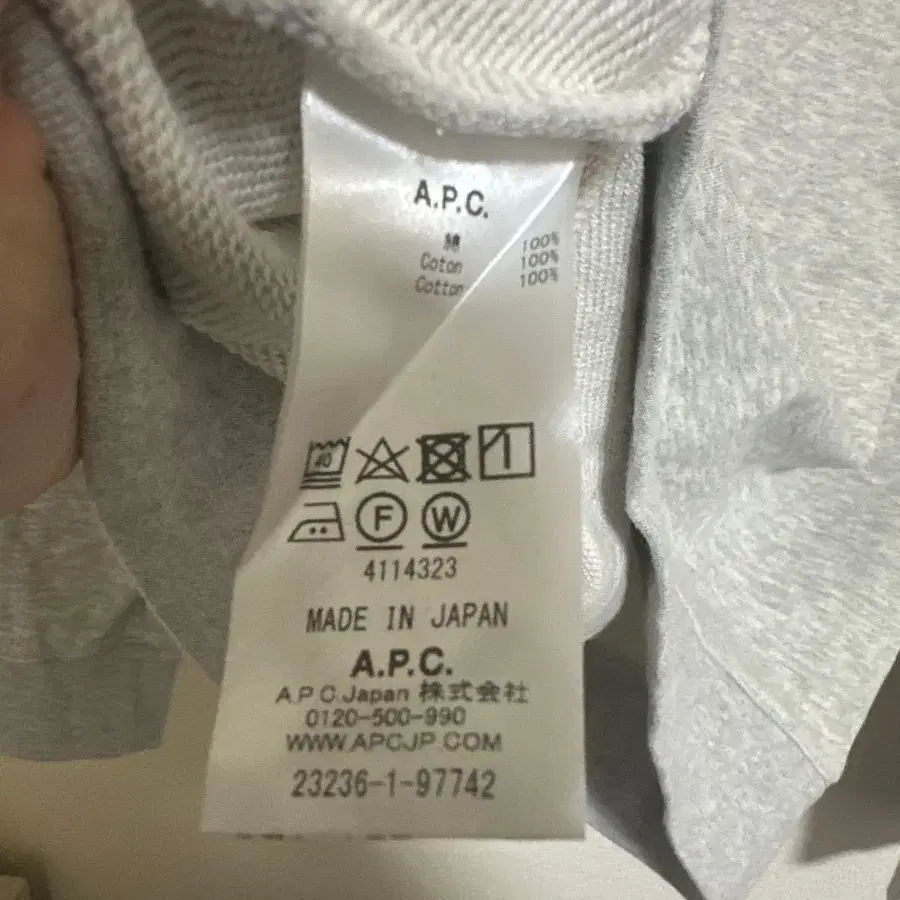 A.P.C.
綿 100%
Coton 100%
Cotton 100%
40
F W
4114323
MADE IN JAPAN
A.P.C.
A.P.C.Japan 株式会社
0120-500-990
WWW.APCJP.COM
23236-1-97742